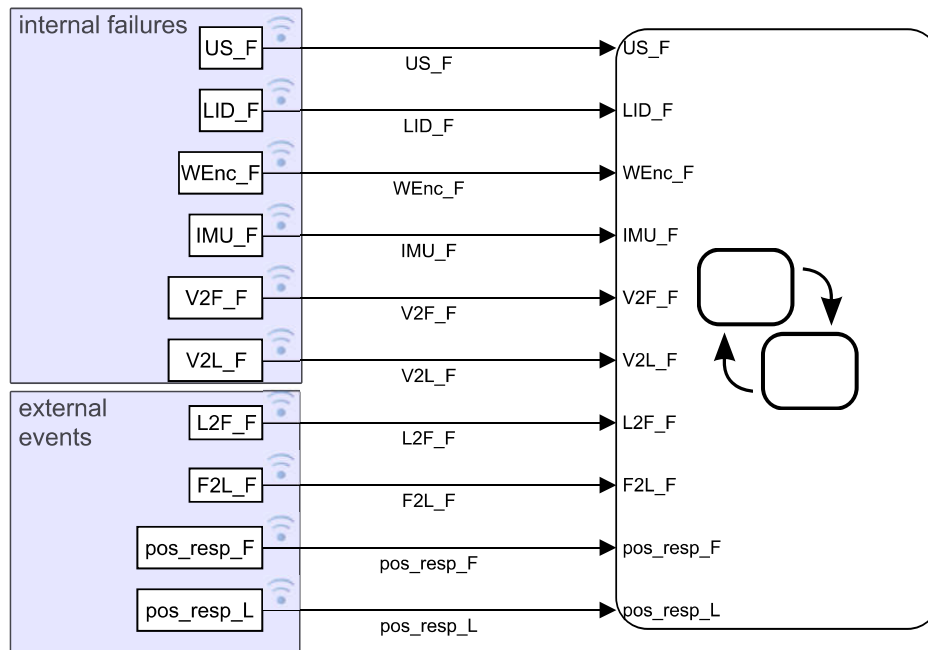 internal failures
US_F
US_F
US_F
LID_F
LID_F
LID_F
WEnc_F
WEnc_F
WEnc_F
IMU_F
IMU_F
IMU_F
V2F_F
V2F_F
V2F_F
V2L_F
V2L_F
V2L_F
external
events
L2F_F
L2F_F
L2F_F
F2L_F
F2L_F
F2L_F
pos_resp_F
pos_resp_F
pos_resp_F
pos_resp_L
pos_resp_L
pos_resp_L